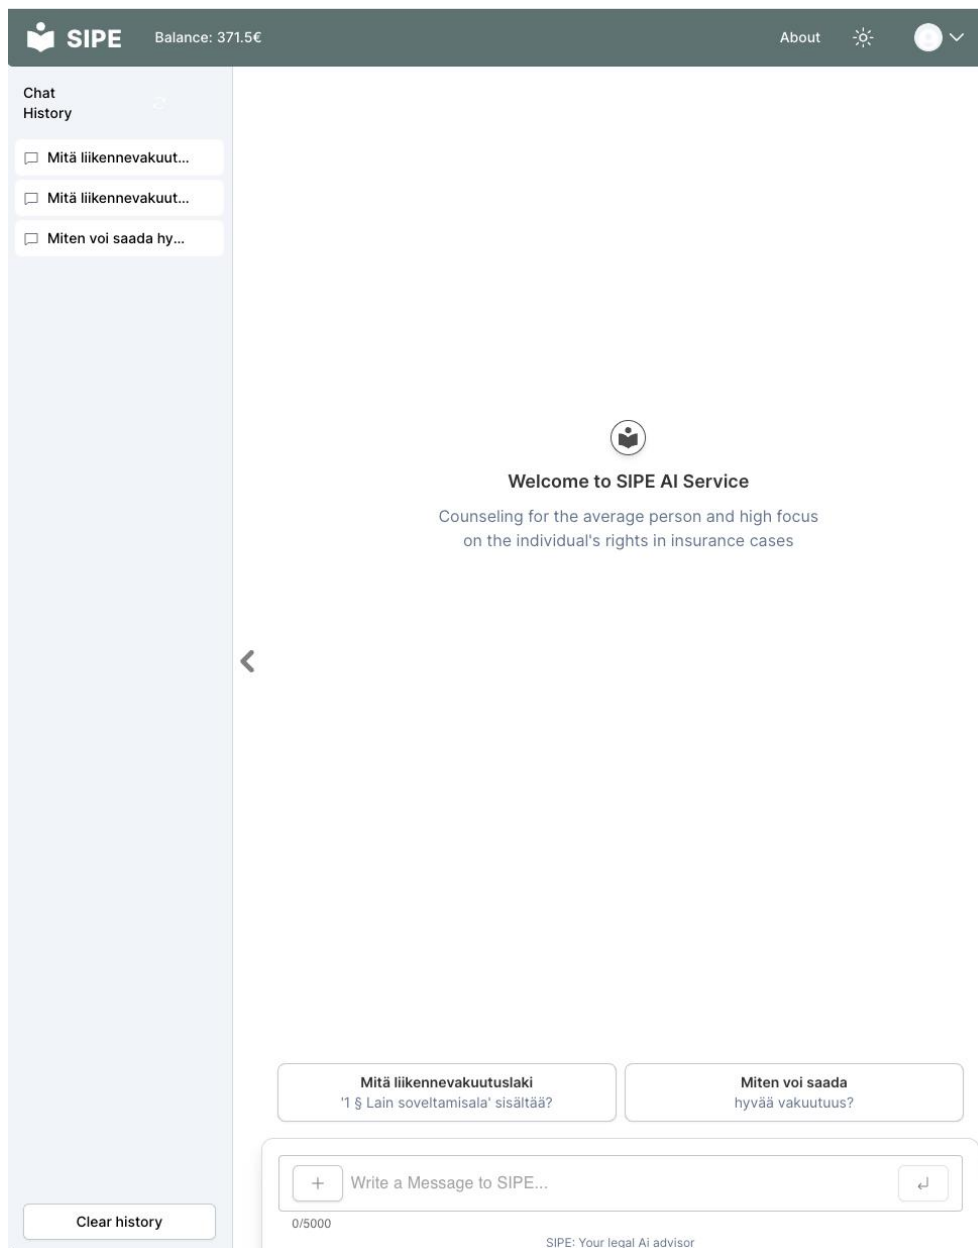 SIPE
Balance: 371.5€
About
Chat
History
Mitä liikennevakuut...
Mitä liikennevakuut...
Miten voi saada hy...
Welcome to SIPE AI Service
Counseling for the average person and high focus
on the individual's rights in insurance cases
Mitä liikennevakuutuslaki
'1 § Lain soveltamisala' sisältää?
Miten voi saada
hyvää vakuutuus?
Write a Message to SIPE...
0/5000
Clear history
SIPE: Your legal Ai advisor